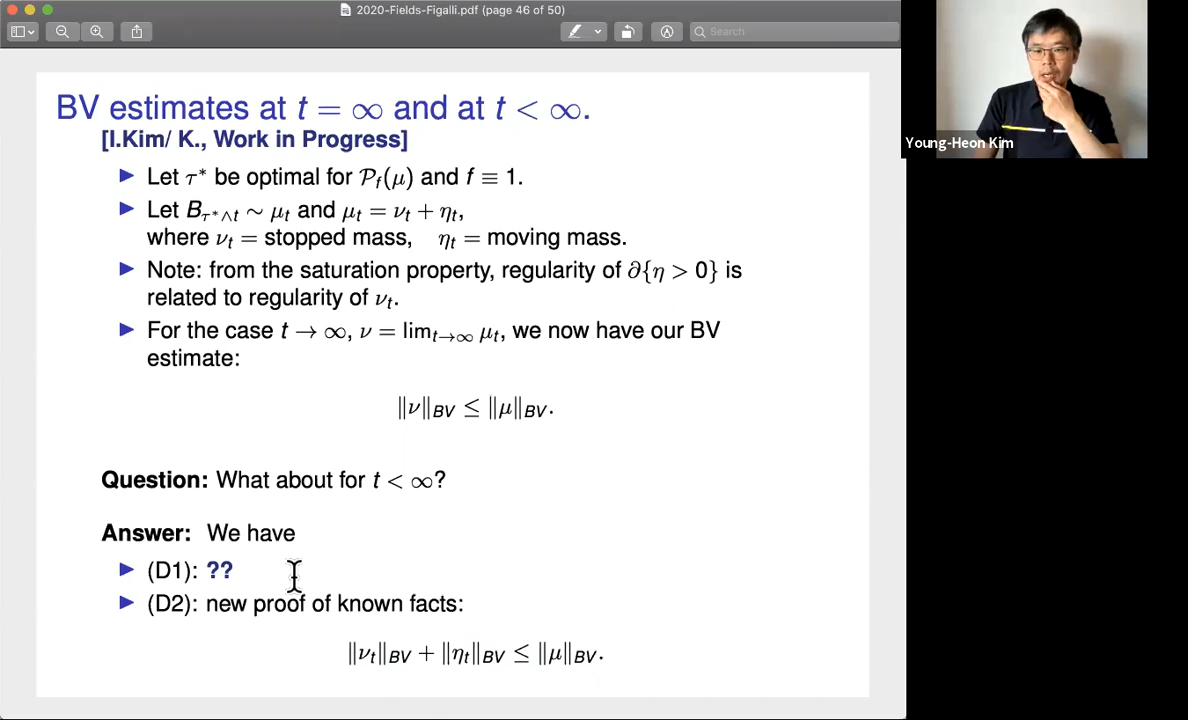 2020-Fields-Figalli.pdf (page 46 of 50)
Search
BV estimates at t = ∞ and at t < ∞.
[I.Kim/ K., Work in Progress]
Let τ* be optimal for 𝒫_f(μ) and f ≡ 1.
Let B_{τ*∧t} ∼ μ_t and μ_t = ν_t + η_t,
where ν_t = stopped mass, η_t = moving mass.
Note: from the saturation property, regularity of ∂{η > 0} is
related to regularity of ν_t.
For the case t → ∞, ν = lim_{t→∞} μ_t, we now have our BV
estimate:
‖ν‖_{BV} ≤ ‖μ‖_{BV}.
Question: What about for t < ∞?
Answer: We have
(D1): ??
(D2): new proof of known facts:
‖ν_t‖_{BV} + ‖η_t‖_{BV} ≤ ‖μ‖_{BV}.
Young-Heon Kim